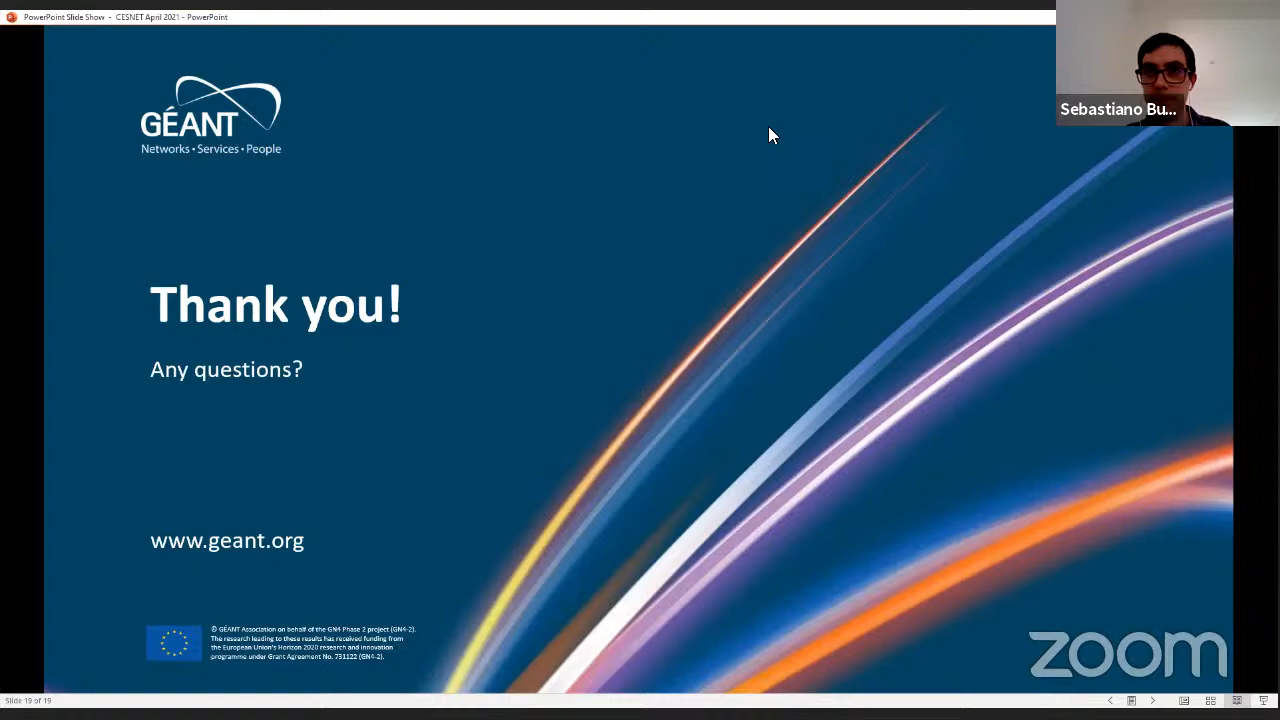 PowerPoint Slide Show - CESNET April 2021 - PowerPoint
Sebastiano Bu...
GÉANT
Networks • Services • People
Thank you!
Any questions?
www.geant.org
© GÉANT Association on behalf of the GN4 Phase 2 project (GN4-2).
The research leading to these results has received funding from
the European Union's Horizon 2020 research and innovation
programme under Grant Agreement No. 731122 (GN4-2).
zoom
Slide 19 of 19